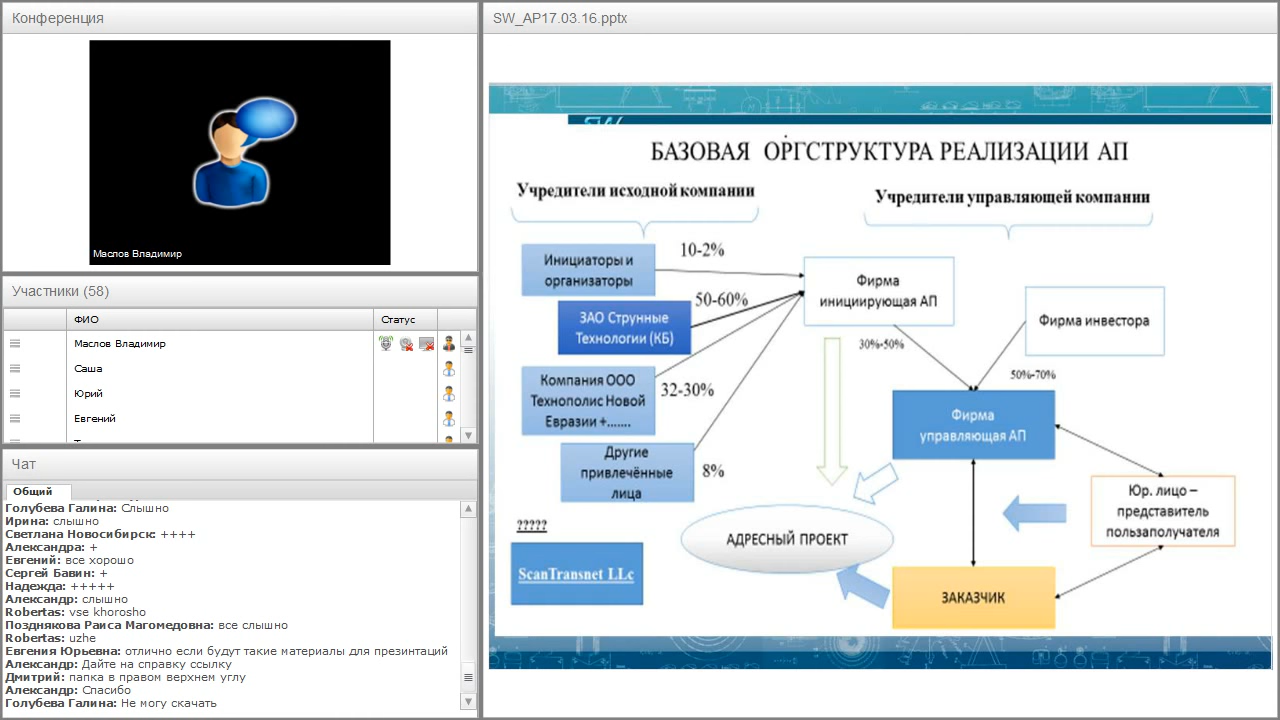 Конференция
Маслов Владимир
Участники (58)
ФИО
Статус
Маслов Владимир
Саша
Юрий
Евгений
Чат
Общий
Голубева Галина: Слышно
Ирина: слышно
Светлана Новосибирск: ++++
Александра: +
Евгений: все хорошо
Сергей Бавин: +
Надежда: +++++
Александр: слышно
Robertas: vse khorosho
Позднякова Раиса Магомедовна: все слышно
Robertas: uzhe
Евгения Юрьевна: отлично если будут такие материалы для презинтаций
Александр: Дайте на справку ссылку
Дмитрий: папка в правом верхнем углу
Александр: Спасибо
Голубева Галина: Не могу скачать
SW_AP17.03.16.pptx
SW
БАЗОВАЯ ОРГСТРУКТУРА РЕАЛИЗАЦИИ АП
Учредители исходной компании
Учредители управляющей компании
Инициаторы и
организаторы
10-2%
ЗАО Струнные
Технологии (КБ)
50-60%
Компания ООО
Технополис Новой
Евразии +.......
32-30%
Другие
привлечённые
лица
8%
?????
ScanTransnet LLc
Фирма
инициирующая АП
30%-50%
Фирма инвестора
50%-70%
Фирма
управляющая АП
Юр. лицо –
представитель
пользаполучателя
АДРЕСНЫЙ ПРОЕКТ
ЗАКАЗЧИК